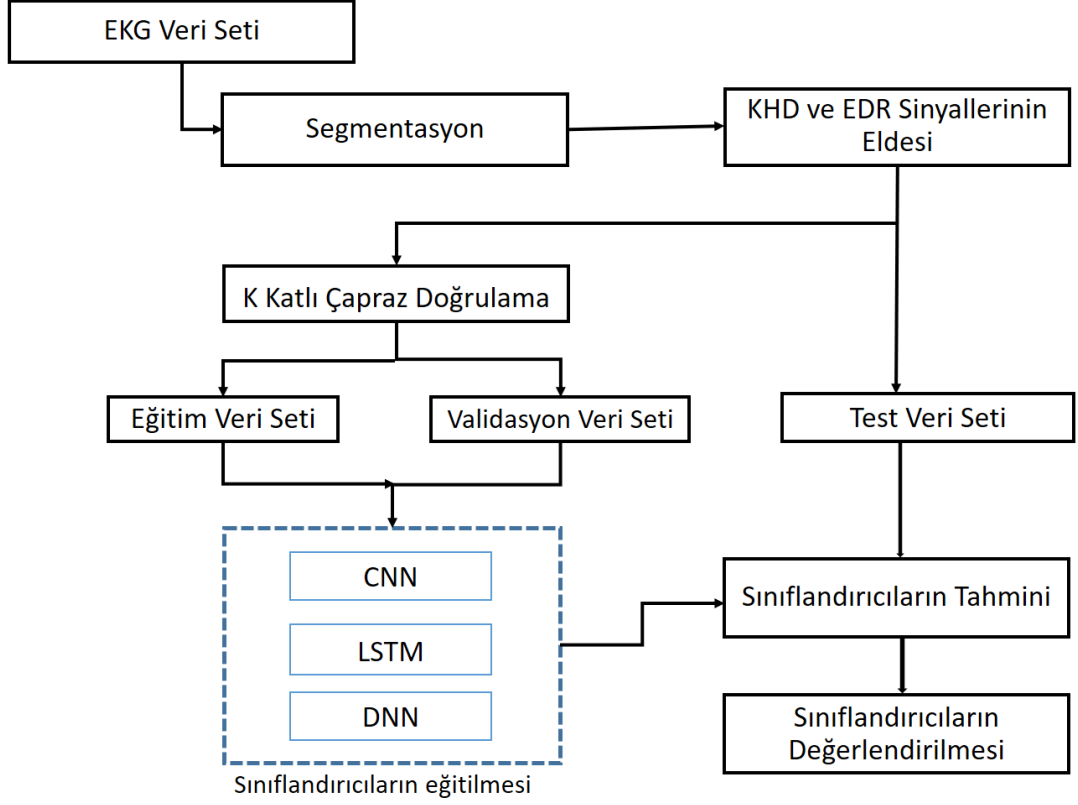 EKG Veri Seti
Segmentasyon
KHD ve EDR Sinyallerinin
Eldesi
K Katlı Çapraz Doğrulama
Eğitim Veri Seti
Validasyon Veri Seti
Test Veri Seti
CNN
LSTM
DNN
Sınıflandırıcıların eğitilmesi
Sınıflandırıcıların Tahmini
Sınıflandırıcıların
Değerlendirilmesi